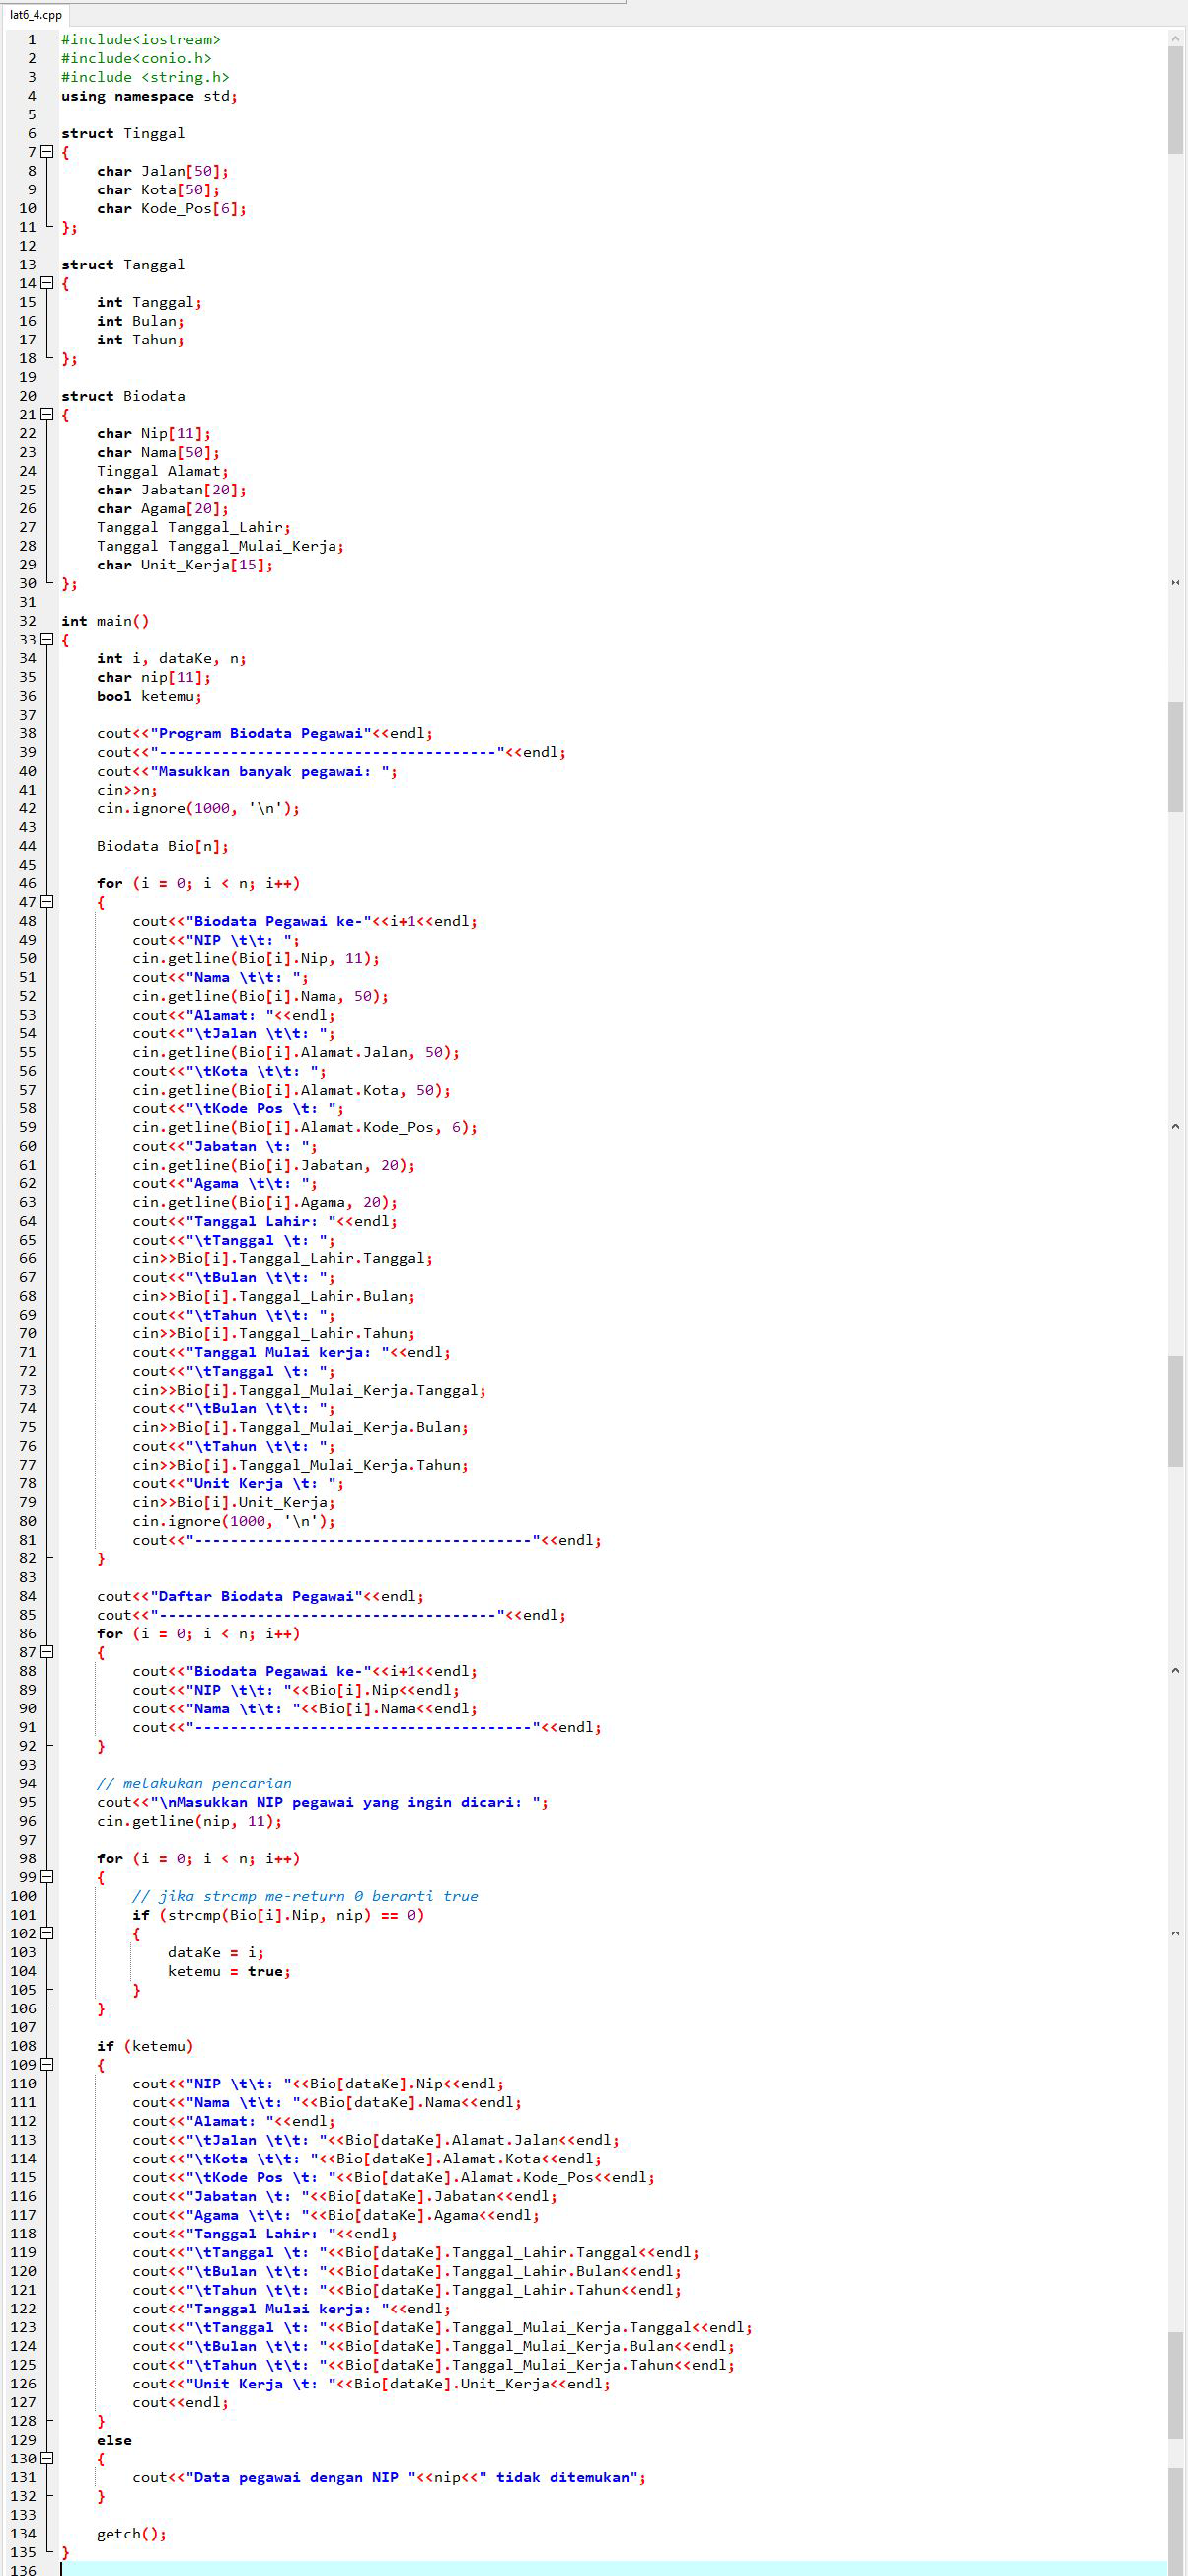 lat6_4.cpp
1 #include<iostream>
2 #include<conio.h>
3 #include <string.h>
4 using namespace std;
5
6 struct Tinggal
7 {
8     char Jalan[50];
9     char Kota[50];
10     char Kode_Pos[6];
11 };
12
13 struct Tanggal
14 {
15     int Tanggal;
16     int Bulan;
17     int Tahun;
18 };
19
20 struct Biodata
21 {
22     char Nip[11];
23     char Nama[50];
24     Tinggal Alamat;
25     char Jabatan[20];
26     char Agama[20];
27     Tanggal Tanggal_Lahir;
28     Tanggal Tanggal_Mulai_Kerja;
29     char Unit_Kerja[15];
30 };
31
32 int main()
33 {
34     int i, dataKe, n;
35     char nip[11];
36     bool ketemu;
37
38     cout<<"Program Biodata Pegawai"<<endl;
39     cout<<"--------------------------------------"<<endl;
40     cout<<"Masukkan banyak pegawai: ";
41     cin>>n;
42     cin.ignore(1000, '\n');
43
44     Biodata Bio[n];
45
46     for (i = 0; i < n; i++)
47     {
48         cout<<"Biodata Pegawai ke-"<<i+1<<endl;
49         cout<<"NIP \t\t: ";
50         cin.getline(Bio[i].Nip, 11);
51         cout<<"Nama \t\t: ";
52         cin.getline(Bio[i].Nama, 50);
53         cout<<"Alamat: "<<endl;
54         cout<<"\tJalan \t\t: ";
55         cin.getline(Bio[i].Alamat.Jalan, 50);
56         cout<<"\tKota \t\t: ";
57         cin.getline(Bio[i].Alamat.Kota, 50);
58         cout<<"\tKode Pos \t: ";
59         cin.getline(Bio[i].Alamat.Kode_Pos, 6);
60         cout<<"Jabatan \t: ";
61         cin.getline(Bio[i].Jabatan, 20);
62         cout<<"Agama \t\t: ";
63         cin.getline(Bio[i].Agama, 20);
64         cout<<"Tanggal Lahir: "<<endl;
65         cout<<"\tTanggal \t: ";
66         cin>>Bio[i].Tanggal_Lahir.Tanggal;
67         cout<<"\tBulan \t\t: ";
68         cin>>Bio[i].Tanggal_Lahir.Bulan;
69         cout<<"\tTahun \t\t: ";
70         cin>>Bio[i].Tanggal_Lahir.Tahun;
71         cout<<"Tanggal Mulai kerja: "<<endl;
72         cout<<"\tTanggal \t: ";
73         cin>>Bio[i].Tanggal_Mulai_Kerja.Tanggal;
74         cout<<"\tBulan \t\t: ";
75         cin>>Bio[i].Tanggal_Mulai_Kerja.Bulan;
76         cout<<"\tTahun \t\t: ";
77         cin>>Bio[i].Tanggal_Mulai_Kerja.Tahun;
78         cout<<"Unit Kerja \t: ";
79         cin>>Bio[i].Unit_Kerja;
80         cin.ignore(1000, '\n');
81         cout<<"--------------------------------------"<<endl;
82     }
83
84     cout<<"Daftar Biodata Pegawai"<<endl;
85     cout<<"--------------------------------------"<<endl;
86     for (i = 0; i < n; i++)
87     {
88         cout<<"Biodata Pegawai ke-"<<i+1<<endl;
89         cout<<"NIP \t\t: "<<Bio[i].Nip<<endl;
90         cout<<"Nama \t\t: "<<Bio[i].Nama<<endl;
91         cout<<"--------------------------------------"<<endl;
92     }
93
94     // melakukan pencarian
95     cout<<"\nMasukkan NIP pegawai yang ingin dicari: ";
96     cin.getline(nip, 11);
97
98     for (i = 0; i < n; i++)
99     {
100         // jika strcmp me-return 0 berarti true
101         if (strcmp(Bio[i].Nip, nip) == 0)
102         {
103             dataKe = i;
104             ketemu = true;
105         }
106     }
107
108     if (ketemu)
109     {
110         cout<<"NIP \t\t: "<<Bio[dataKe].Nip<<endl;
111         cout<<"Nama \t\t: "<<Bio[dataKe].Nama<<endl;
112         cout<<"Alamat: "<<endl;
113         cout<<"\tJalan \t\t: "<<Bio[dataKe].Alamat.Jalan<<endl;
114         cout<<"\tKota \t\t: "<<Bio[dataKe].Alamat.Kota<<endl;
115         cout<<"\tKode Pos \t: "<<Bio[dataKe].Alamat.Kode_Pos<<endl;
116         cout<<"Jabatan \t: "<<Bio[dataKe].Jabatan<<endl;
117         cout<<"Agama \t\t: "<<Bio[dataKe].Agama<<endl;
118         cout<<"Tanggal Lahir: "<<endl;
119         cout<<"\tTanggal \t: "<<Bio[dataKe].Tanggal_Lahir.Tanggal<<endl;
120         cout<<"\tBulan \t\t: "<<Bio[dataKe].Tanggal_Lahir.Bulan<<endl;
121         cout<<"\tTahun \t\t: "<<Bio[dataKe].Tanggal_Lahir.Tahun<<endl;
122         cout<<"Tanggal Mulai kerja: "<<endl;
123         cout<<"\tTanggal \t: "<<Bio[dataKe].Tanggal_Mulai_Kerja.Tanggal<<endl;
124         cout<<"\tBulan \t\t: "<<Bio[dataKe].Tanggal_Mulai_Kerja.Bulan<<endl;
125         cout<<"\tTahun \t\t: "<<Bio[dataKe].Tanggal_Mulai_Kerja.Tahun<<endl;
126         cout<<"Unit Kerja \t: "<<Bio[dataKe].Unit_Kerja<<endl;
127         cout<<endl;
128     }
129     else
130     {
131         cout<<"Data pegawai dengan NIP "<<nip<<" tidak ditemukan";
132     }
133
134     getch();
135 }
136